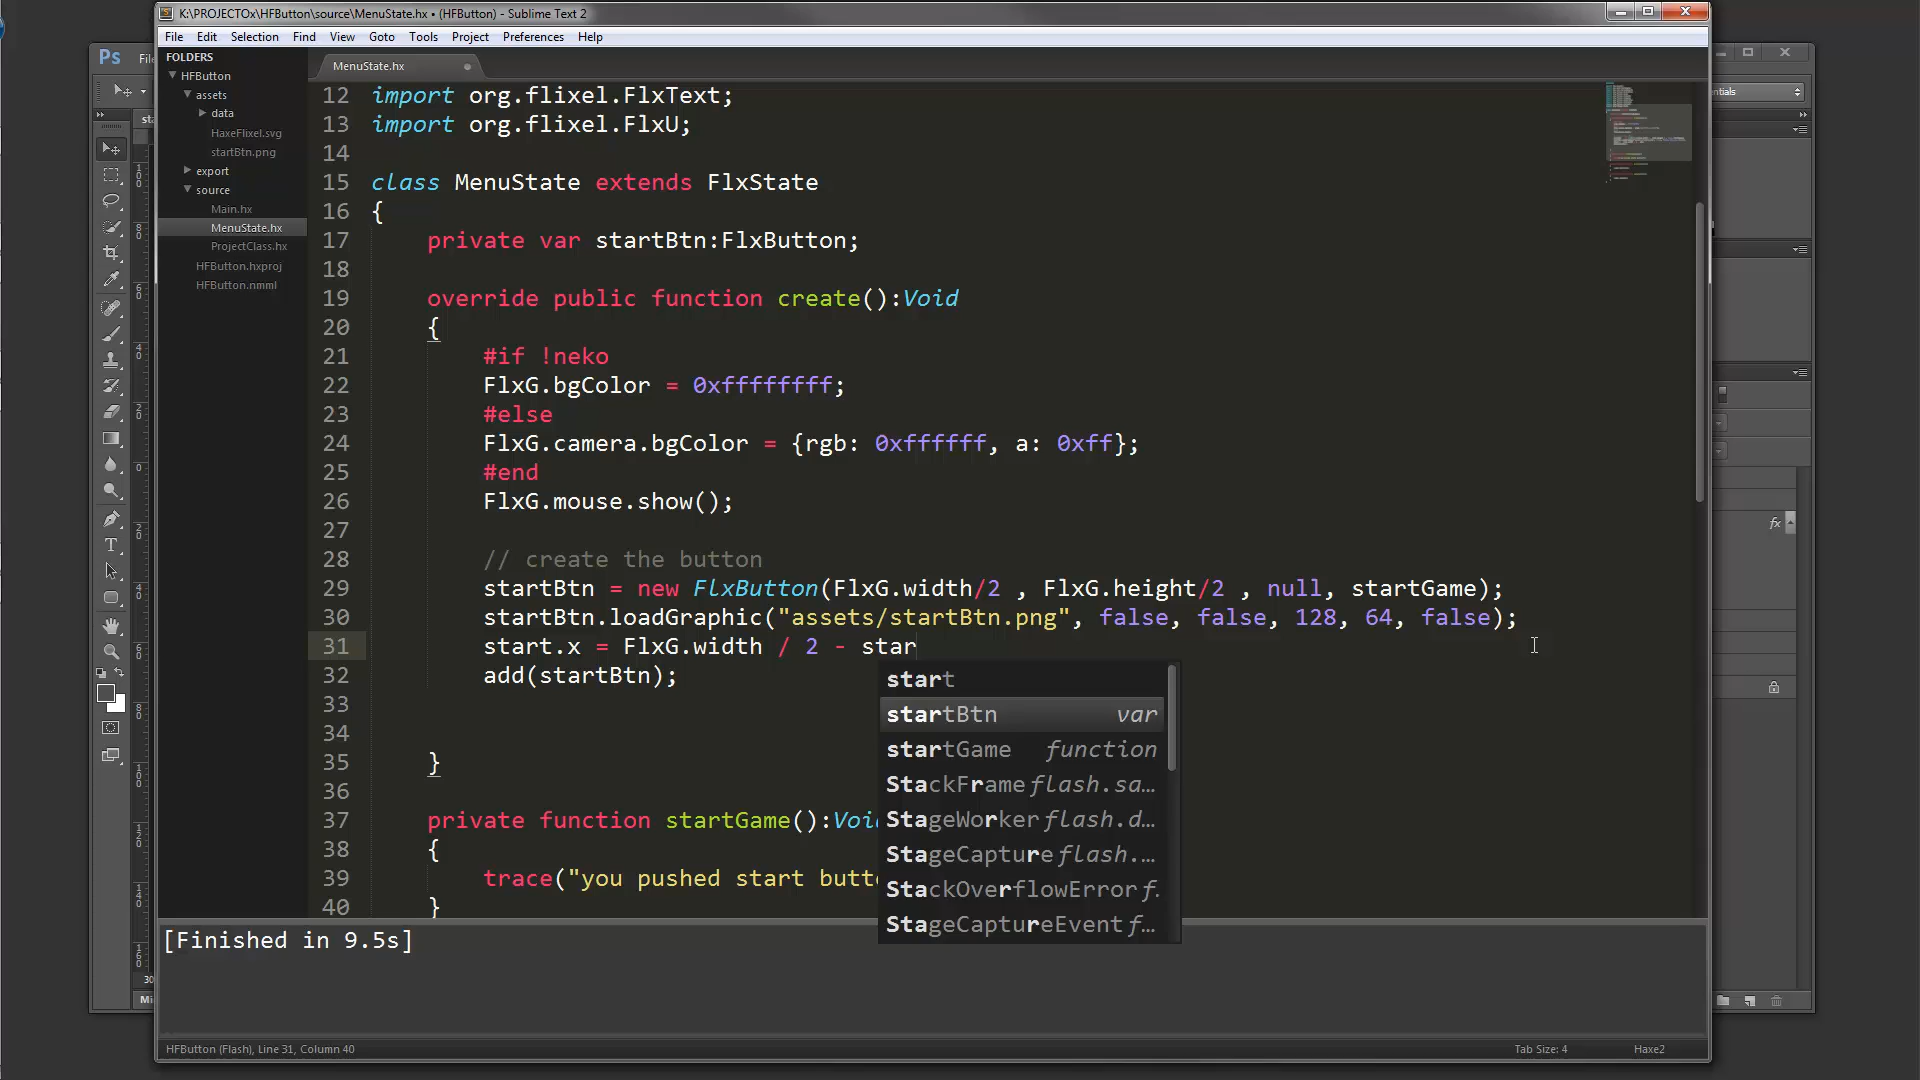 K:\PROJECTOx\HFButton\source\MenuState.hx • (HFButton) - Sublime Text 2
File Edit Selection Find View Goto Tools Project Preferences Help
Ps
FOLDERS
HFButton
assets
data
HaxeFlixel.svg
startBtn.png
export
source
Main.hx
MenuState.hx
ProjectClass.hx
HFButton.hxproj
HFButton.nmml
MenuState.hx
12 import org.flixel.FlxText;
13 import org.flixel.FlxU;
14
15 class MenuState extends FlxState
16 {
17 private var startBtn:FlxButton;
18
19 override public function create():Void
20 {
21 #if !neko
22 FlxG.bgColor = 0xffffffff;
23 #else
24 FlxG.camera.bgColor = {rgb: 0xffffff, a: 0xff};
25 #end
26 FlxG.mouse.show();
27
28 // create the button
29 startBtn = new FlxButton(FlxG.width/2 , FlxG.height/2 , null, startGame);
30 startBtn.loadGraphic("assets/startBtn.png", false, false, 128, 64, false);
31 start.x = FlxG.width / 2 - star
32 add(startBtn);
33
34
35 }
36
37 private function startGame():Void
38 {
39 trace("you pushed start butto
40 }
start
startBtn var
startGame function
StackFrame flash.sa…
StageWorker flash.d…
StageCapture flash.…
StackOverflowError f.
StageCaptureEvent f…
[Finished in 9.5s]
HFButton (Flash), Line 31, Column 40
Tab Size: 4
Haxe2
entials
fx